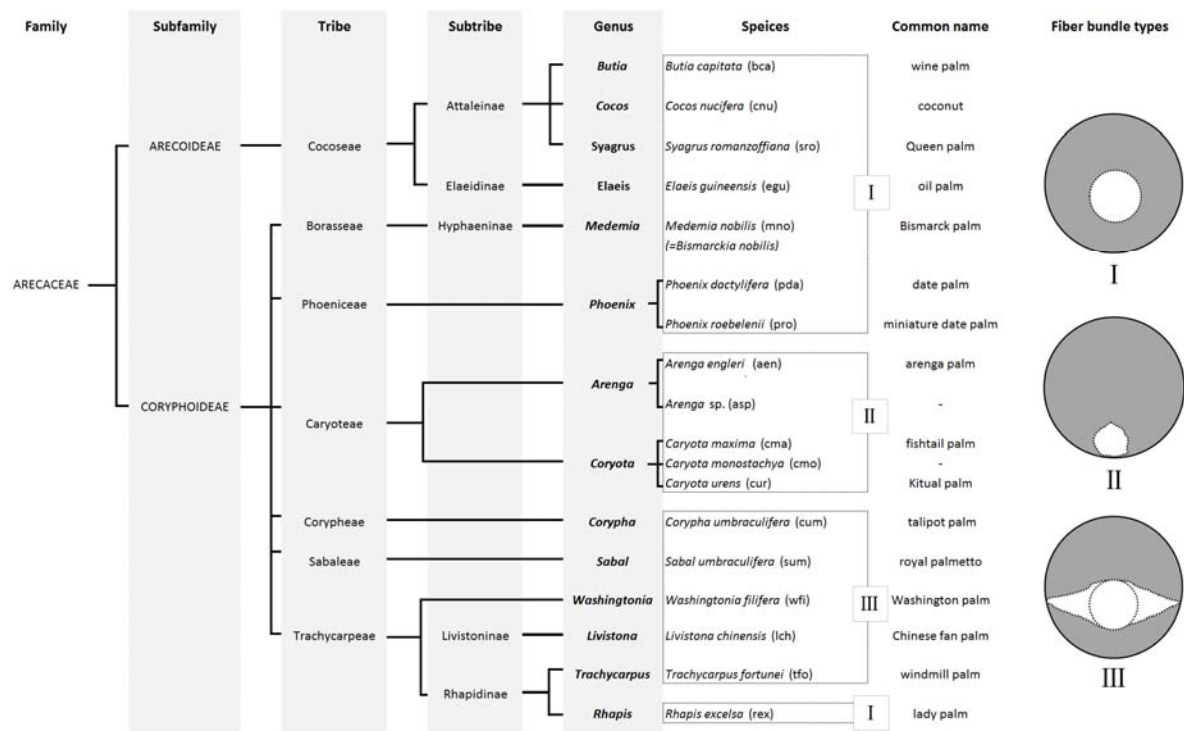 Family Subfamily Tribe Subtribe Genus Speices Common name Fiber bundle types
Butia Butia capitata (bca) wine palm
Attaleinae Cocos Cocos nucifera (cnu) coconut
ARECOIDEAE Cocoseae Syagrus Syagrus romanzoffiana (sro) Queen palm
Elaeidinae Elaeis Elaeis guineensis (egu) I oil palm
Borasseae Hyphaeninae Medemia Medemia nobilis (mno) Bismarck palm
(=Bismarckia nobilis)
I
ARECACEAE
Phoeniceae Phoenix Phoenix dactylifera (pda) date palm
Phoenix roebelenii (pro) miniature date palm
Arenga Arenga engleri (aen) arenga palm
CORYPHOIDEAE Caryoteae Arenga sp. (asp) II -
Coryota Caryota maxima (cma) fishtail palm
Caryota monostachya (cmo) -
Caryota urens (cur) Kitual palm
II
Corypheae Corypha Corypha umbraculifera (cum) talipot palm
Sabaleae Sabal Sabal umbraculifera (sum) royal palmetto
Washingtonia Washingtonia filifera (wfi) III Washington palm
Trachycarpeae Livistoninae Livistona Livistona chinensis (lch) Chinese fan palm
Rhapidinae Trachycarpus Trachycarpus fortunei (tfo) windmill palm
III
Rhapis Rhapis excelsa (rex) I lady palm